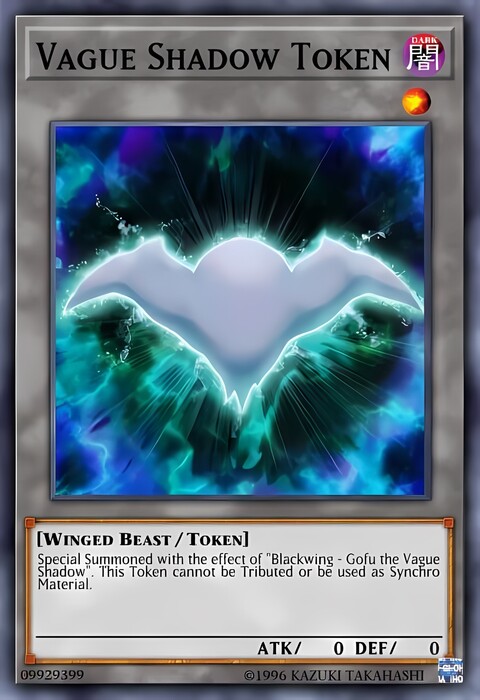 VAGUE SHADOW TOKEN
DARK
闇
[WINGED BEAST / TOKEN]
Special Summoned with the effect of "Blackwing - Gofu the Vague
Shadow". This Token cannot be Tributed or be used as Synchro
Material.
ATK/ 0 DEF/ 0
09929399
©1996 KAZUKI TAKAHASHI